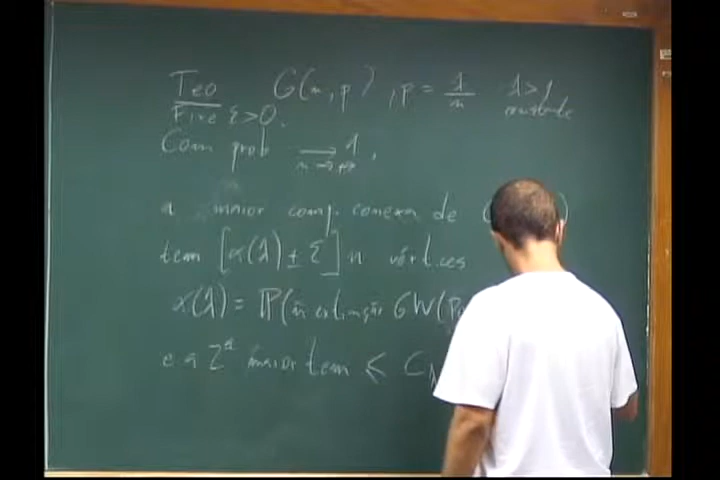 Teo G(n,p), p = λ/n λ>1
Fixe ε>0. constante
Com prob → 1,
n→+∞
a maior comp. conexa de
tem [α(λ) ± ε] n vértices
α(λ) = ℙ(ñ extinção GW(Po
e a 2ª maior tem ≤ C